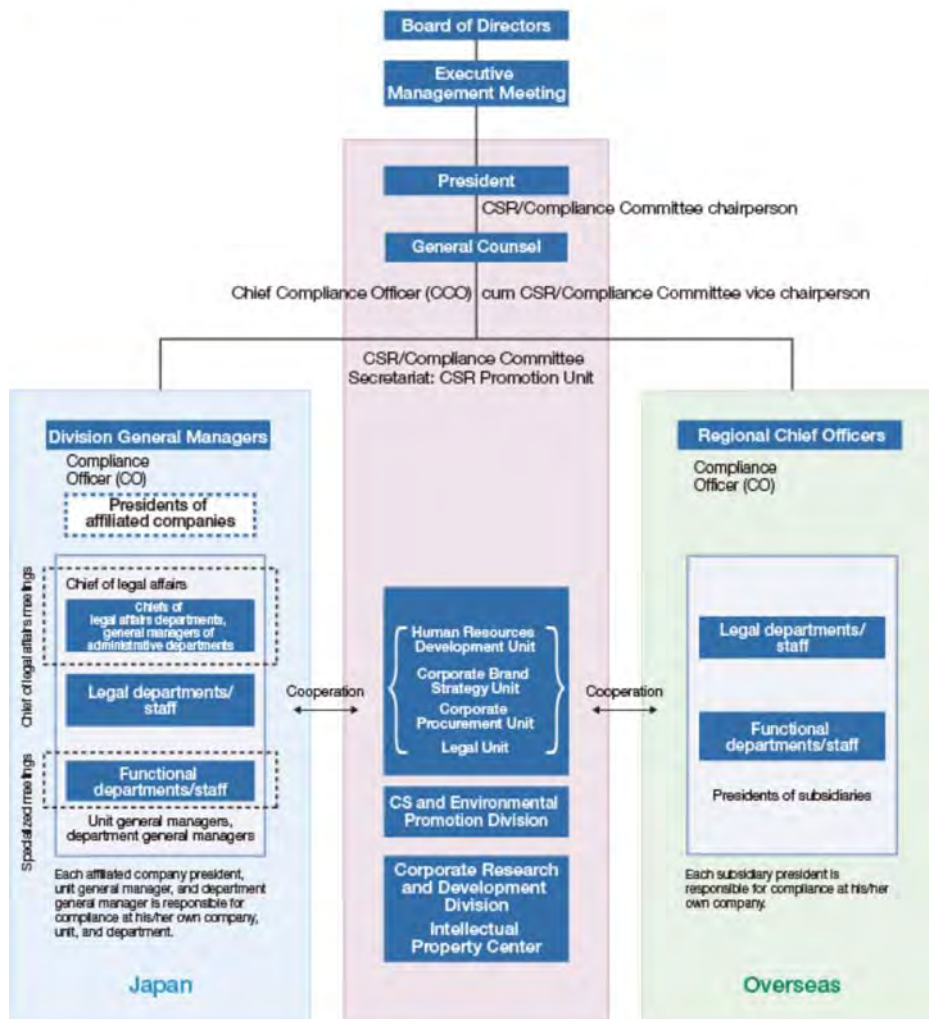 Board of Directors
Executive
Management Meeting
President
CSR/Compliance Committee chairperson
General Counsel
Chief Compliance Officer (CCO) cum CSR/Compliance Committee vice chairperson
CSR/Compliance Committee
Secretariat: CSR Promotion Unit
Division General Managers
Compliance
Officer (CO)
Presidents of
affiliated companies
Chief of legal affairs meetings
Chief of legal affairs
Chiefs of
legal affairs departments,
general managers of
administrative departments
Legal departments/
staff
Specialized meetings
Functional
departments/staff
Unit general managers,
department general managers
Each affiliated company president,
unit general manager, and department
general manager is responsible for
compliance at his/her own company,
unit, and department.
Japan
Cooperation
Human Resources
Development Unit
Corporate Brand
Strategy Unit
Corporate
Procurement Unit
Legal Unit
CS and Environmental
Promotion Division
Corporate Research
and Development
Division
Intellectual
Property Center
Cooperation
Regional Chief Officers
Compliance
Officer (CO)
Legal departments/
staff
Functional
departments/staff
Presidents of subsidiaries
Each subsidiary president is
responsible for compliance at his/her
own company.
Overseas